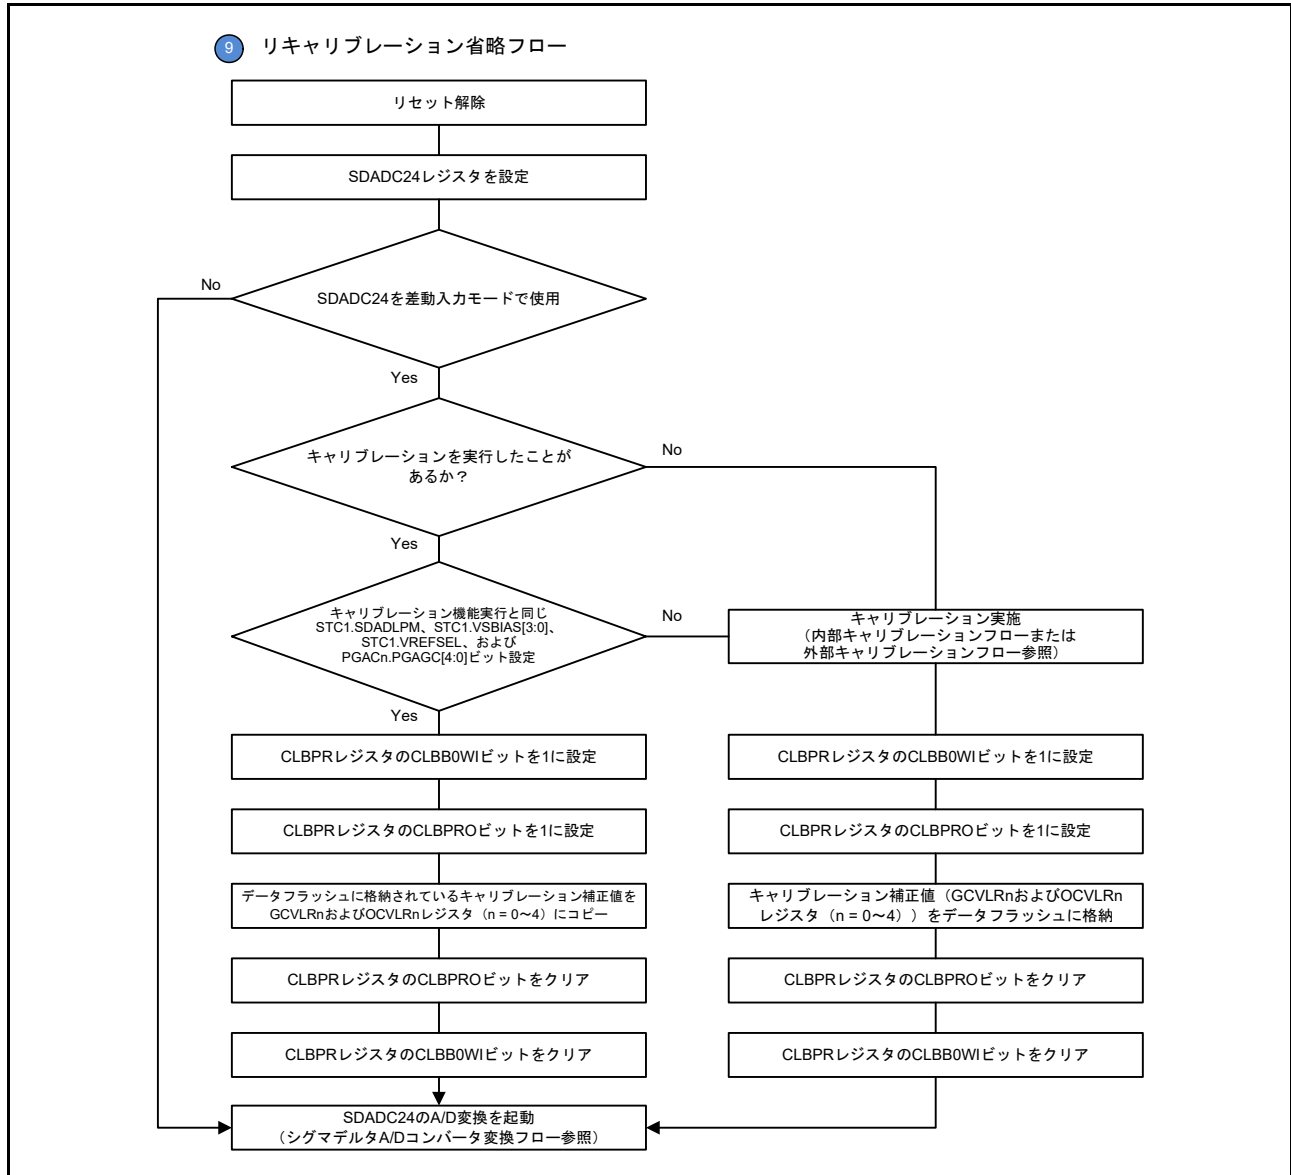 9 リキャリブレーション省略フロー
リセット解除
SDADC24レジスタを設定
No
SDADC24を差動入力モードで使用
Yes
キャリブレーションを実行したことが
あるか？
No
Yes
キャリブレーション機能実行と同じ
STC1.SDADLPM、STC1.VSBIAS[3:0]、
STC1.VREFSEL、および
PGACn.PGAGC[4:0]ビット設定
No
キャリブレーション実施
（内部キャリブレーションフローまたは
外部キャリブレーションフロー参照）
Yes
CLBPRレジスタのCLBB0WIビットを1に設定
CLBPRレジスタのCLBPROビットを1に設定
データフラッシュに格納されているキャリブレーション補正値を
GCVLRnおよびOCVLRnレジスタ（n = 0～4）にコピー
CLBPRレジスタのCLBPROビットをクリア
CLBPRレジスタのCLBB0WIビットをクリア
CLBPRレジスタのCLBB0WIビットを1に設定
CLBPRレジスタのCLBPROビットを1に設定
キャリブレーション補正値（GCVLRnおよびOCVLRn
レジスタ（n = 0～4））をデータフラッシュに格納
CLBPRレジスタのCLBPROビットをクリア
CLBPRレジスタのCLBB0WIビットをクリア
SDADC24のA/D変換を起動
（シグマデルタA/Dコンバータ変換フロー参照）